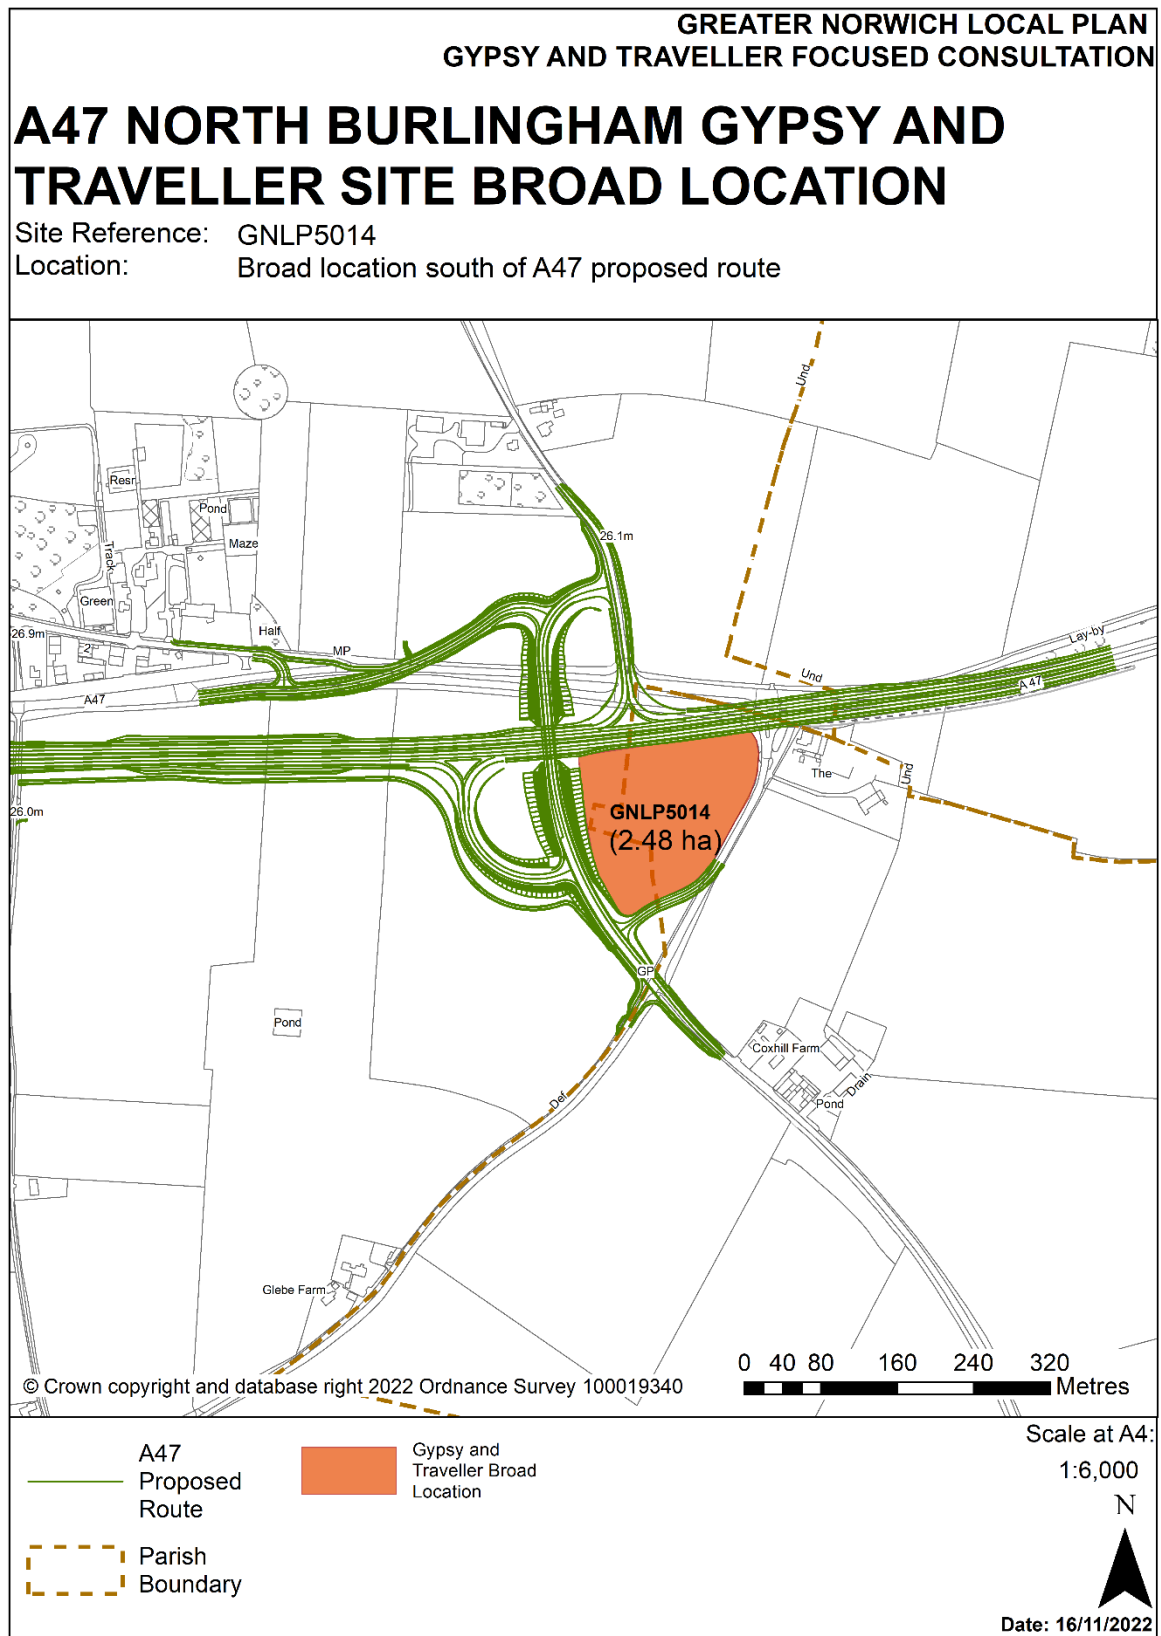 GREATER NORWICH LOCAL PLAN
GYPSY AND TRAVELLER FOCUSED CONSULTATION
A47 NORTH BURLINGHAM GYPSY AND
TRAVELLER SITE BROAD LOCATION
Site Reference: GNLP5014
Location: Broad location south of A47 proposed route
Und
Resr
Pond
Maze
Track
26.1m
Green
26.9m
Half
2
MP
Lay-by
Und
A47
A 47
The
Und
26.0m
GNLP5014
(2.48 ha)
GP
Pond
Coxhill Farm
Drain
Pond
Def
Glebe Farm
0 40 80 160 240 320
Metres
© Crown copyright and database right 2022 Ordnance Survey 100019340
A47
Proposed
Route
Gypsy and
Traveller Broad
Location
Parish
Boundary
Scale at A4:
1:6,000
N
Date: 16/11/2022